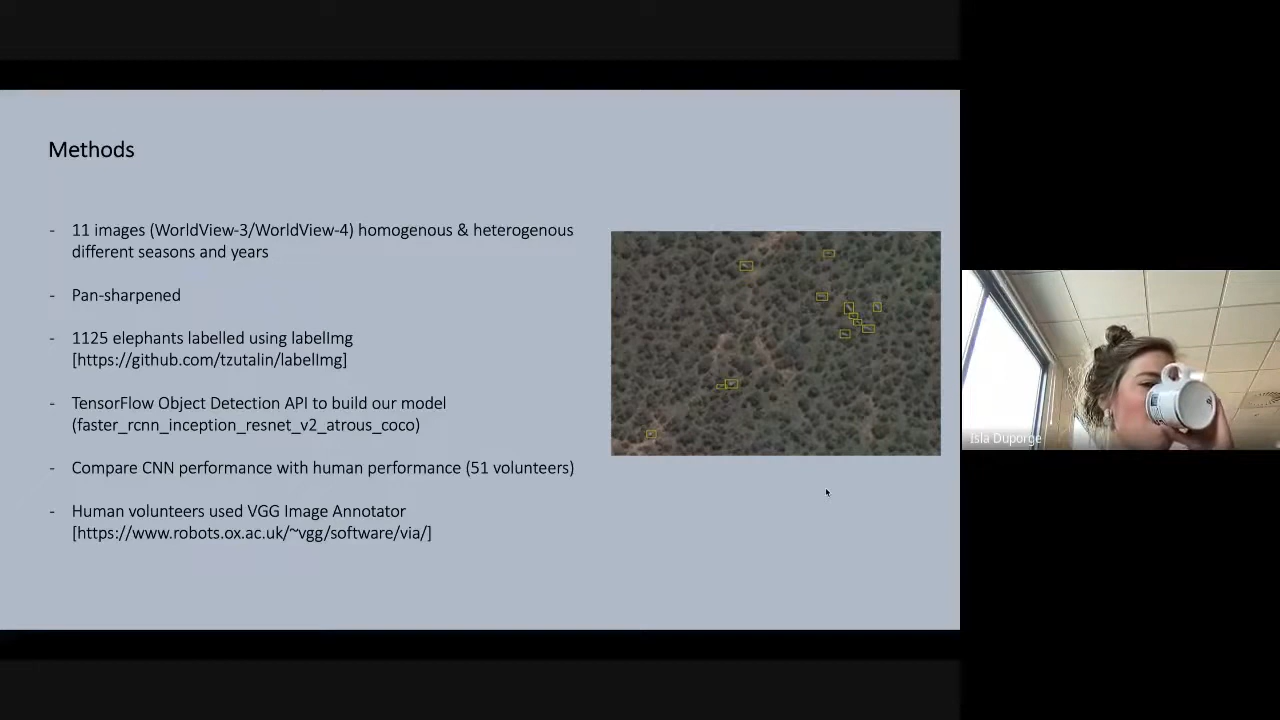 Methods
- 11 images (WorldView-3/WorldView-4) homogenous & heterogenous
different seasons and years
- Pan-sharpened
- 1125 elephants labelled using labelImg
[https://github.com/tzutalin/labelImg]
- TensorFlow Object Detection API to build our model
(faster_rcnn_inception_resnet_v2_atrous_coco)
- Compare CNN performance with human performance (51 volunteers)
- Human volunteers used VGG Image Annotator
[https://www.robots.ox.ac.uk/~vgg/software/via/]
Isla Duporge